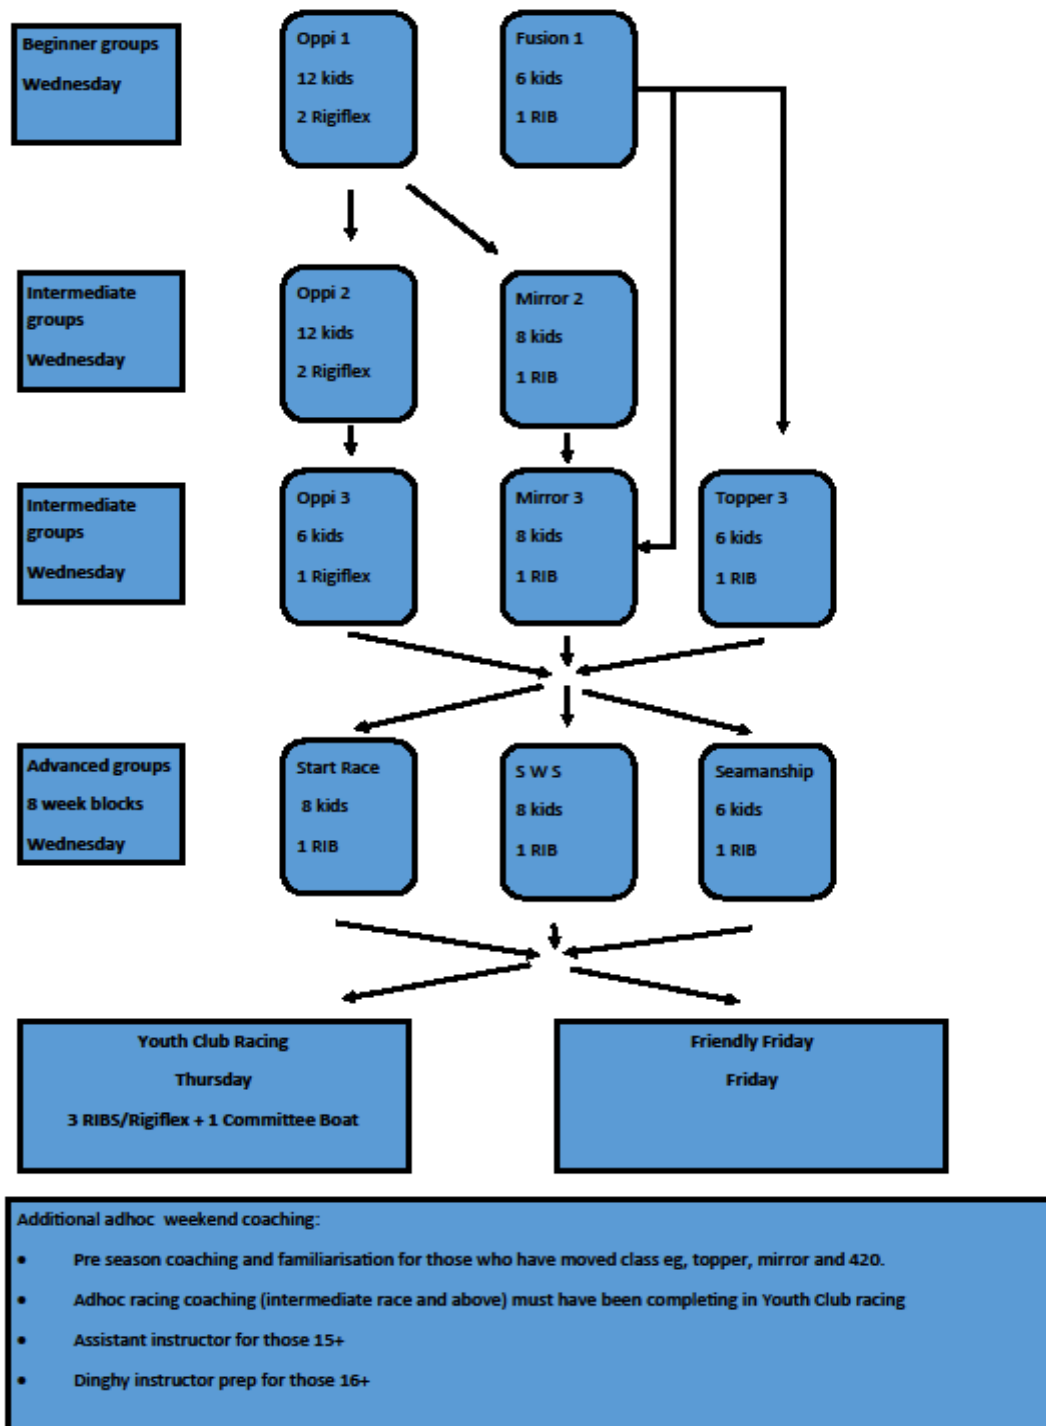 Beginner groups
Wednesday
Oppi 1
12 kids
2 Rigiflex
Fusion 1
6 kids
1 RIB
Intermediate
groups
Wednesday
Oppi 2
12 kids
2 Rigiflex
Mirror 2
8 kids
1 RIB
Intermediate
groups
Wednesday
Oppi 3
6 kids
1 Rigiflex
Mirror 3
8 kids
1 RIB
Topper 3
6 kids
1 RIB
Advanced groups
8 week blocks
Wednesday
Start Race
8 kids
1 RIB
S W S
8 kids
1 RIB
Seamanship
6 kids
1 RIB
Youth Club Racing
Thursday
3 RIBS/Rigiflex + 1 Committee Boat
Friendly Friday
Friday
Additional adhoc weekend coaching:
• Pre season coaching and familiarisation for those who have moved class eg, topper, mirror and 420.
• Adhoc racing coaching (intermediate race and above) must have been completing in Youth Club racing
• Assistant instructor for those 15+
• Dinghy instructor prep for those 16+